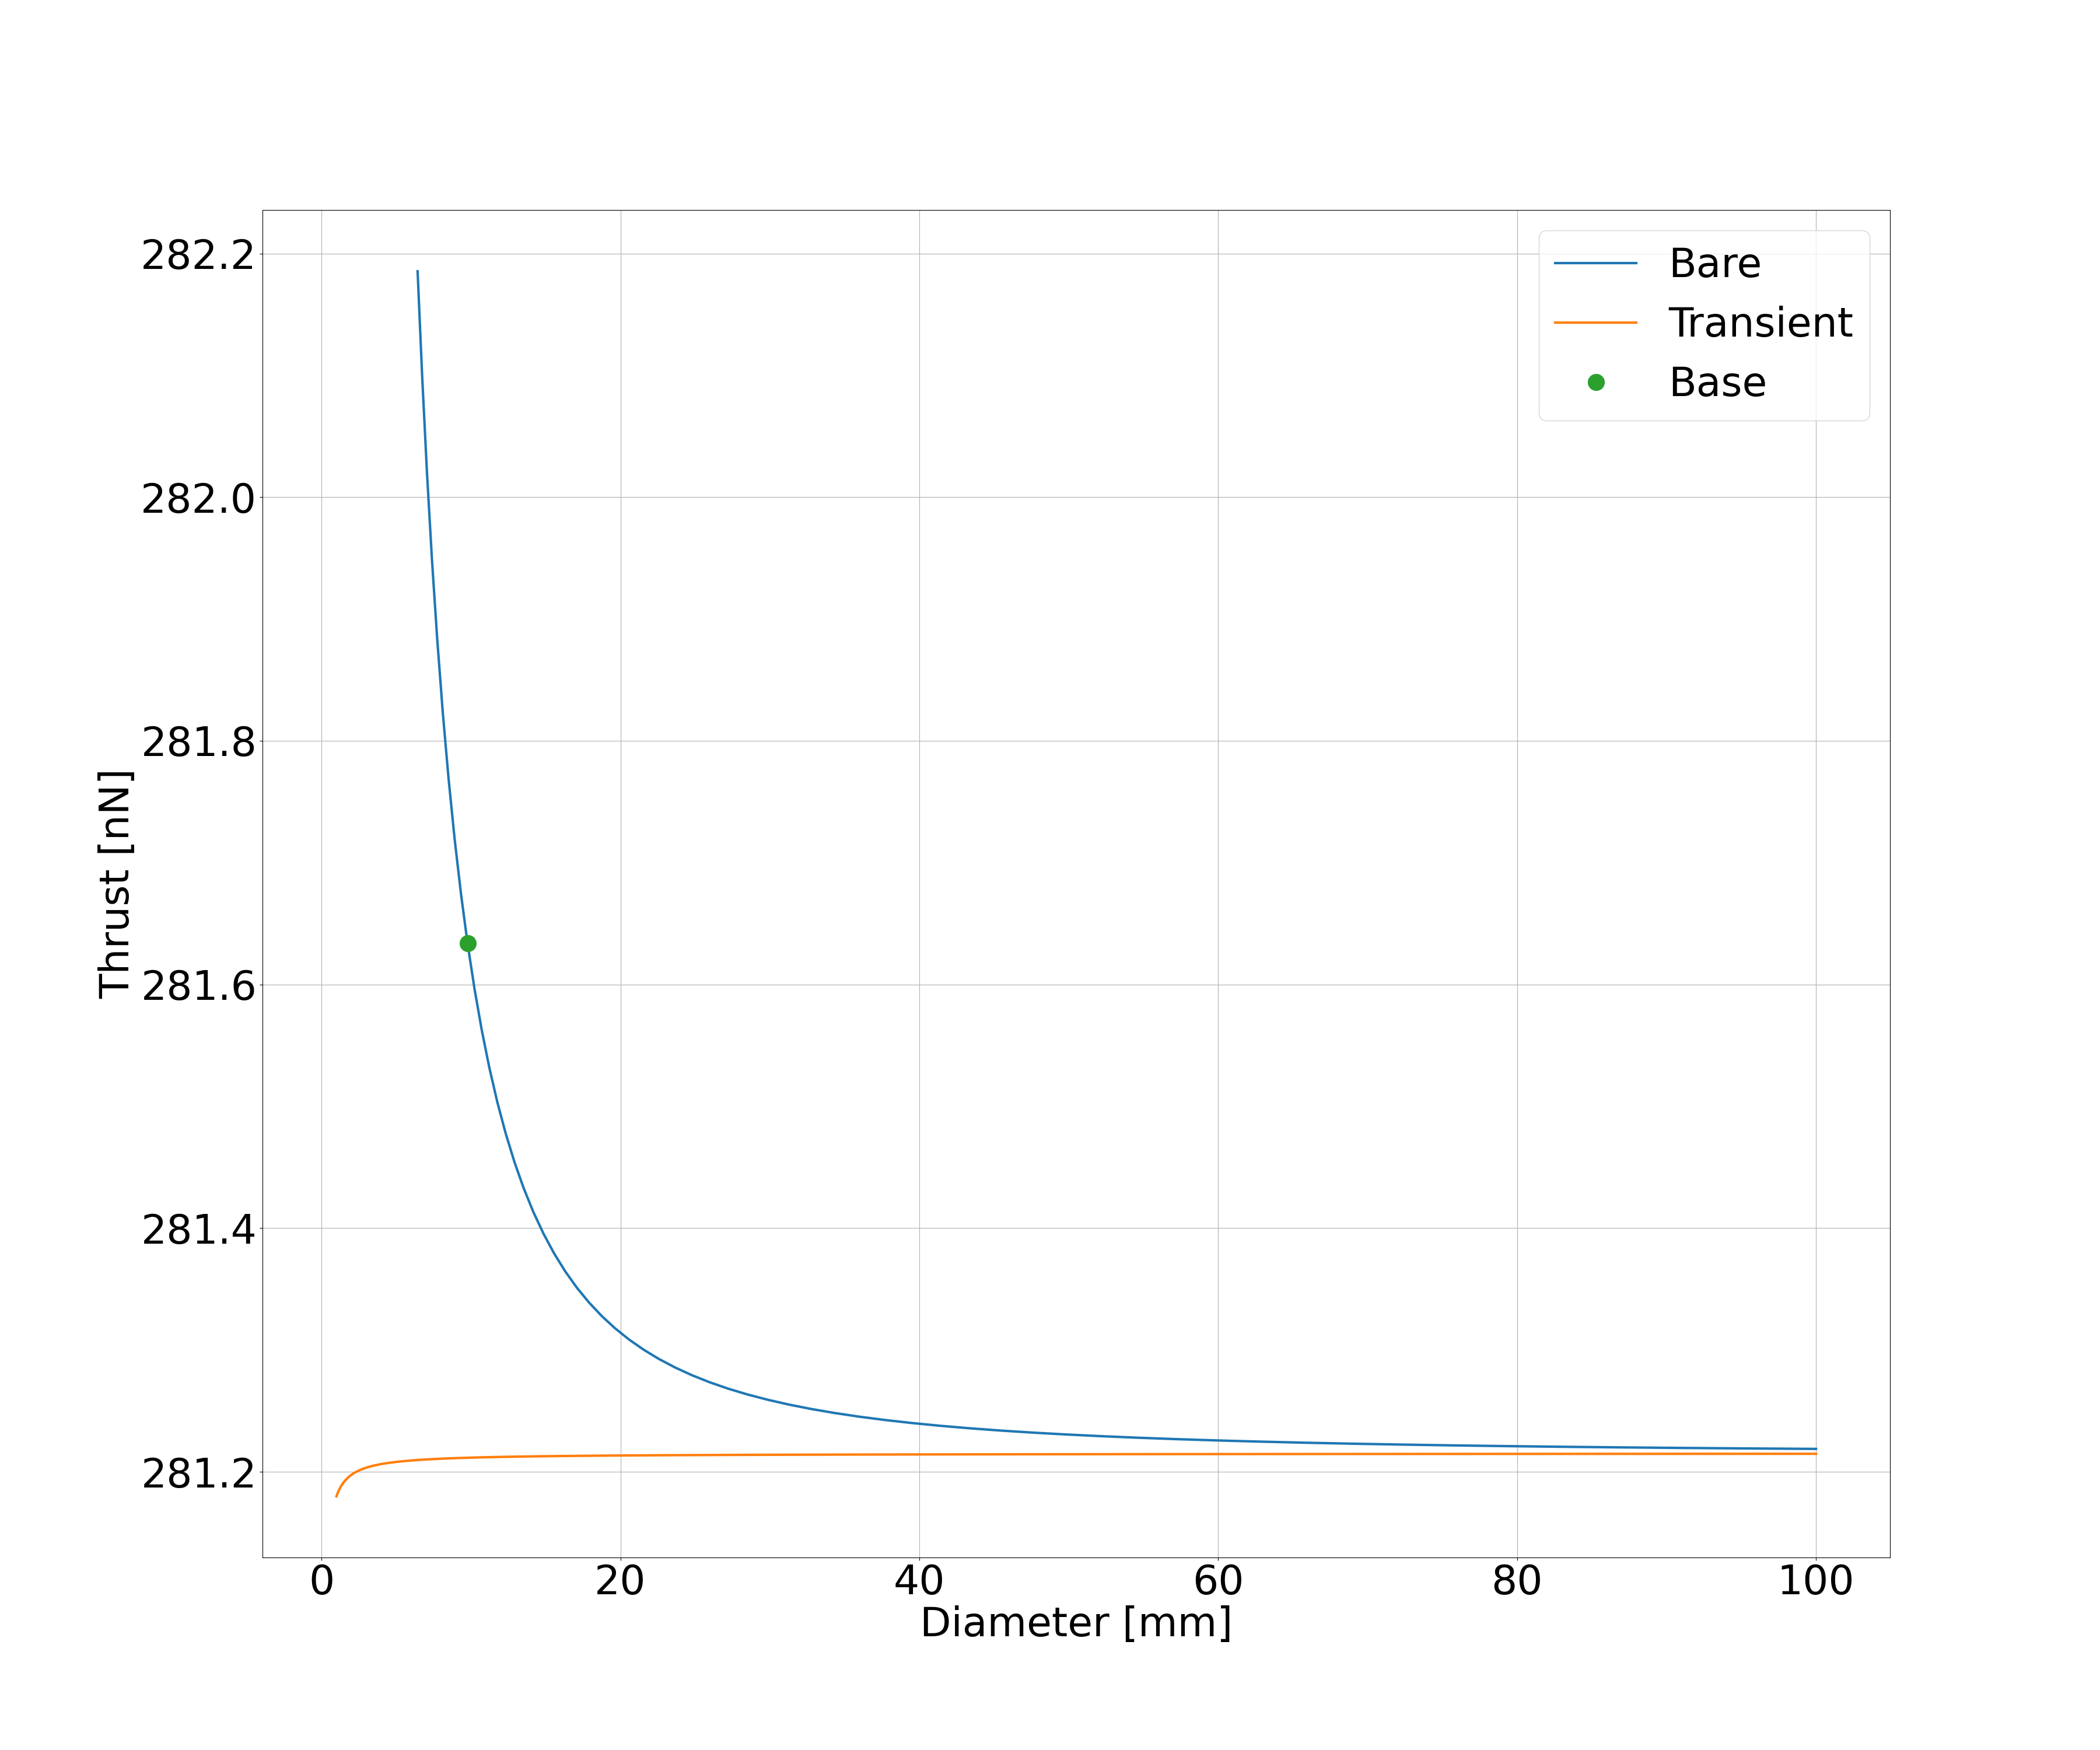 282.2
282.0
281.8
281.6
281.4
281.2
Thrust [nN]
0 20 40 60 80 100
Diameter [mm]
Bare
Transient
Base